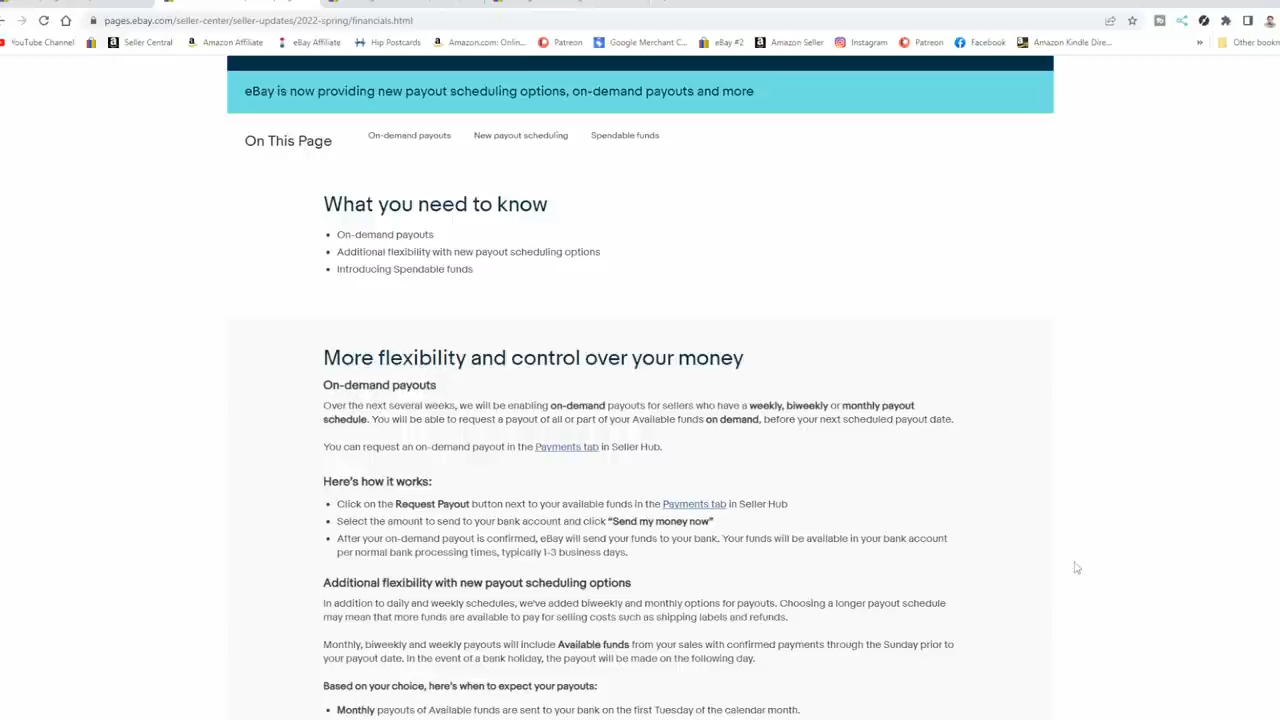 pages.ebay.com/seller-center/seller-updates/2022-spring/financials.html
YouTube Channel Seller Central Amazon Affiliate eBay Affiliate Hip Postcards Amazon.com: Onlin... Patreon Google Merchant C... eBay #2 Amazon Seller Instagram Patreon Facebook Amazon Kindle Dire... » Other bookm
eBay is now providing new payout scheduling options, on-demand payouts and more
On This Page On-demand payouts New payout scheduling Spendable funds
What you need to know
• On-demand payouts
• Additional flexibility with new payout scheduling options
• Introducing Spendable funds
More flexibility and control over your money
On-demand payouts
Over the next several weeks, we will be enabling on-demand payouts for sellers who have a weekly, biweekly or monthly payout
schedule. You will be able to request a payout of all or part of your Available funds on demand, before your next scheduled payout date.
You can request an on-demand payout in the Payments tab in Seller Hub.
Here's how it works:
• Click on the Request Payout button next to your available funds in the Payments tab in Seller Hub
• Select the amount to send to your bank account and click “Send my money now”
• After your on-demand payout is confirmed, eBay will send your funds to your bank. Your funds will be available in your bank account
per normal bank processing times, typically 1-3 business days.
Additional flexibility with new payout scheduling options
In addition to daily and weekly schedules, we've added biweekly and monthly options for payouts. Choosing a longer payout schedule
may mean that more funds are available to pay for selling costs such as shipping labels and refunds.
Monthly, biweekly and weekly payouts will include Available funds from your sales with confirmed payments through the Sunday prior to
your payout date. In the event of a bank holiday, the payout will be made on the following day.
Based on your choice, here's when to expect your payouts:
• Monthly payouts of Available funds are sent to your bank on the first Tuesday of the calendar month.